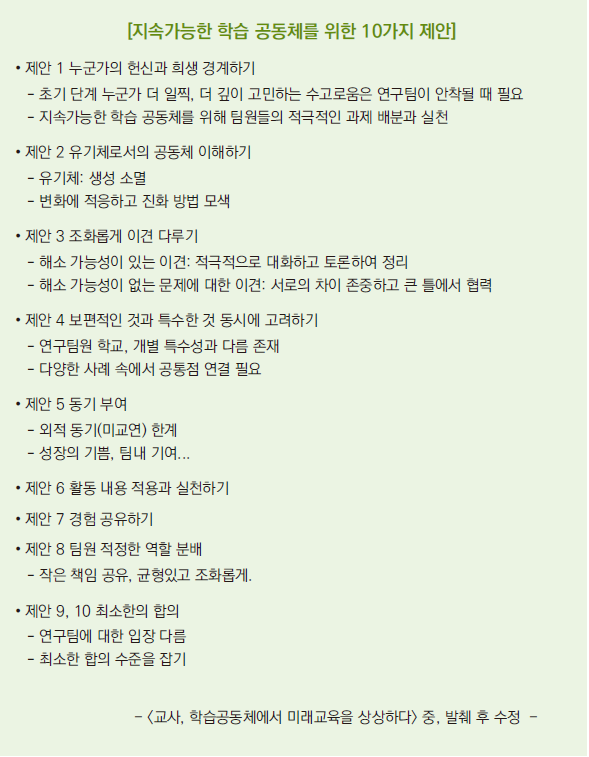 [지속가능한 학습 공동체를 위한 10가지 제안]
• 제안 1 누군가의 헌신과 희생 경계하기
- 초기 단계 누군가 더 일찍, 더 깊이 고민하는 수고로움은 연구팀이 안착될 때 필요
- 지속가능한 학습 공동체를 위해 팀원들의 적극적인 과제 배분과 실천
• 제안 2 유기체로서의 공동체 이해하기
- 유기체: 생성 소멸
- 변화에 적응하고 진화 방법 모색
• 제안 3 조화롭게 이견 다루기
- 해소 가능성이 있는 이견: 적극적으로 대화하고 토론하여 정리
- 해소 가능성이 없는 문제에 대한 이견: 서로의 차이 존중하고 큰 틀에서 협력
• 제안 4 보편적인 것과 특수한 것 동시에 고려하기
- 연구팀원 학교, 개별 특수성과 다름 존재
- 다양한 사례 속에서 공통점 연결 필요
• 제안 5 동기 부여
- 외적 동기(미교연) 한계
- 성장의 기쁨, 팀내 기여...
• 제안 6 활동 내용 적용과 실천하기
• 제안 7 경험 공유하기
• 제안 8 팀원 적정한 역할 분배
- 작은 책임 공유, 균형있고 조화롭게.
• 제안 9, 10 최소한의 합의
- 연구팀에 대한 입장 다름
- 최소한 합의 수준을 잡기
- 〈교사, 학습공동체에서 미래교육을 상상하다〉 중, 발췌 후 수정 -